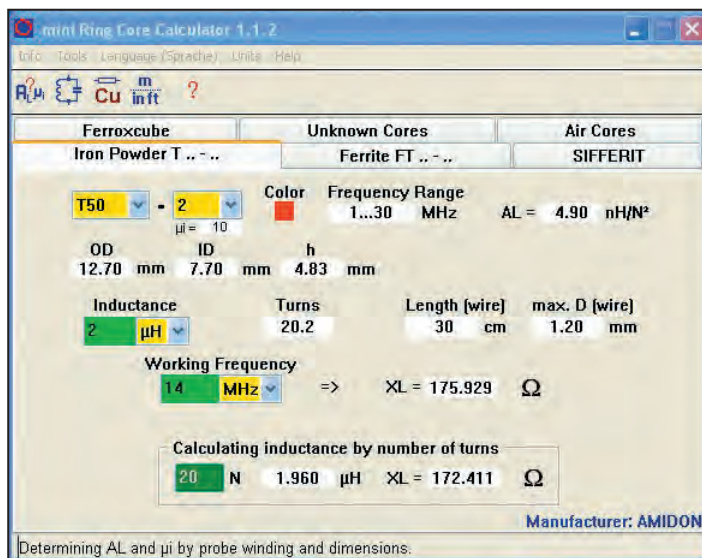 mini Ring Core Calculator 1.1.2
Info Tools Language (Sprache) Units Help
AL?µi Cu m/in ft ?
Ferroxcube Unknown Cores Air Cores
Iron Powder T .. - .. Ferrite FT .. - .. SIFFERIT
Color Frequency Range
T50 - 2 1...30 MHz AL = 4.90 nH/N²
µi = 10
OD ID h
12.70 mm 7.70 mm 4.83 mm
Inductance Turns Length (wire) max. D (wire)
2 µH 20.2 30 cm 1.20 mm
Working Frequency
14 MHz => XL = 175.929 Ω
Calculating inductance by number of turns
20 N 1.960 µH XL = 172.411 Ω
Manufacturer: AMIDON
Determining AL and µi by probe winding and dimensions.